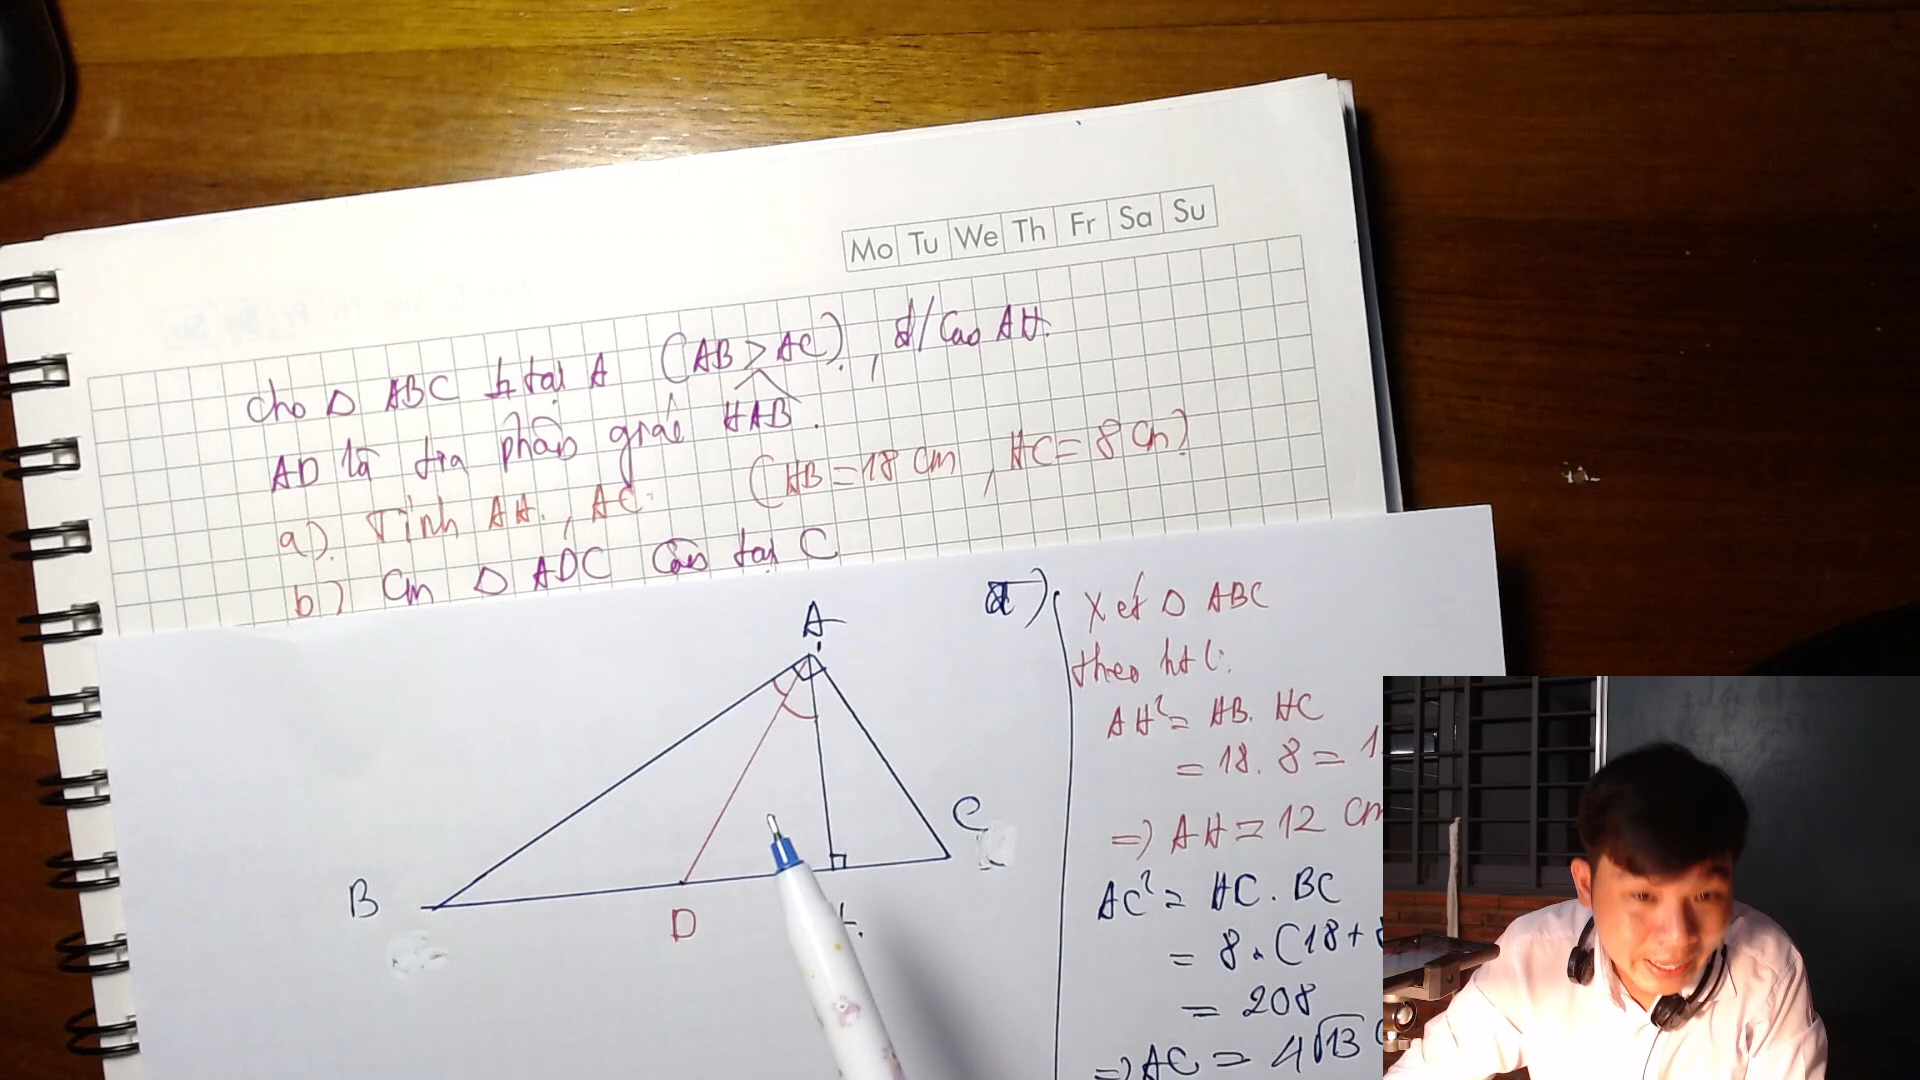 Mo Tu We Th Fr Sa Su
Cho Δ ABC ⊥ tại A (AB > AC), đ/cao AH.
AD là tia phân giác HAB.
a). Tính AH, AC. (HB = 18 cm, HC = 8 cm)
b) Cm Δ ADC cân tại C
A
B
C
D
a)
Xét Δ ABC
theo htl:
AH² = HB. HC
= 18. 8 =
=> AH = 12 cm
AC² = HC. BC
= 8. (18+
= 208
=> AC = 4√13